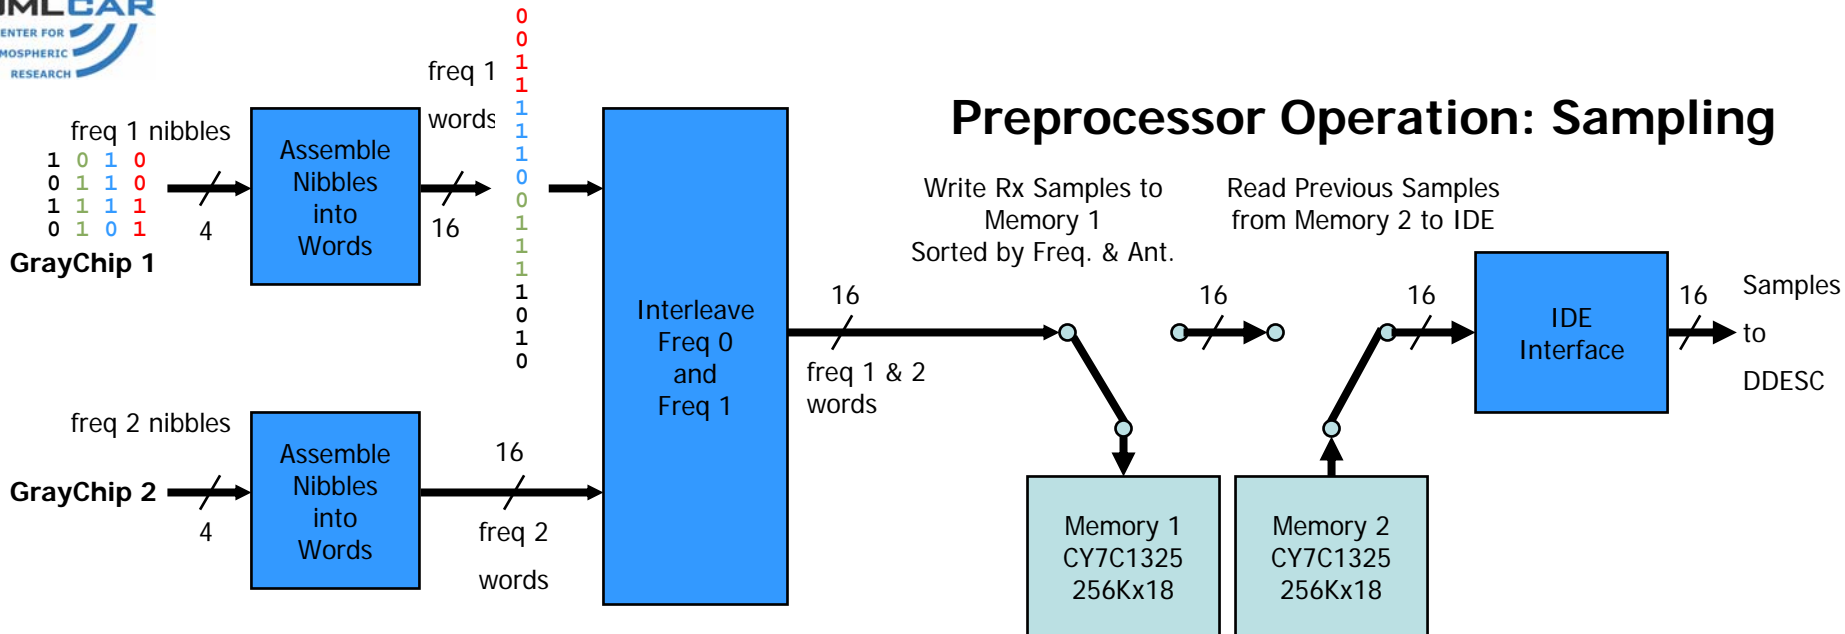 UMLCAR
CENTER FOR
ATMOSPHERIC
RESEARCH
Preprocessor Operation: Sampling
freq 1 nibbles
1 0 1 0
0 1 1 0
1 1 1 1
0 1 0 1
GrayChip 1
4
Assemble
Nibbles
into
Words
freq 1
words
16
0
0
1
1
1
1
1
0
0
1
1
1
1
0
1
0
freq 2 nibbles
GrayChip 2
4
Assemble
Nibbles
into
Words
16
freq 2
words
Interleave
Freq 0
and
Freq 1
16
freq 1 & 2
words
Write Rx Samples to
Memory 1
Sorted by Freq. & Ant.
16
Read Previous Samples
from Memory 2 to IDE
16
Memory 1
CY7C1325
256Kx18
Memory 2
CY7C1325
256Kx18
IDE
Interface
16
Samples
to
DDESC